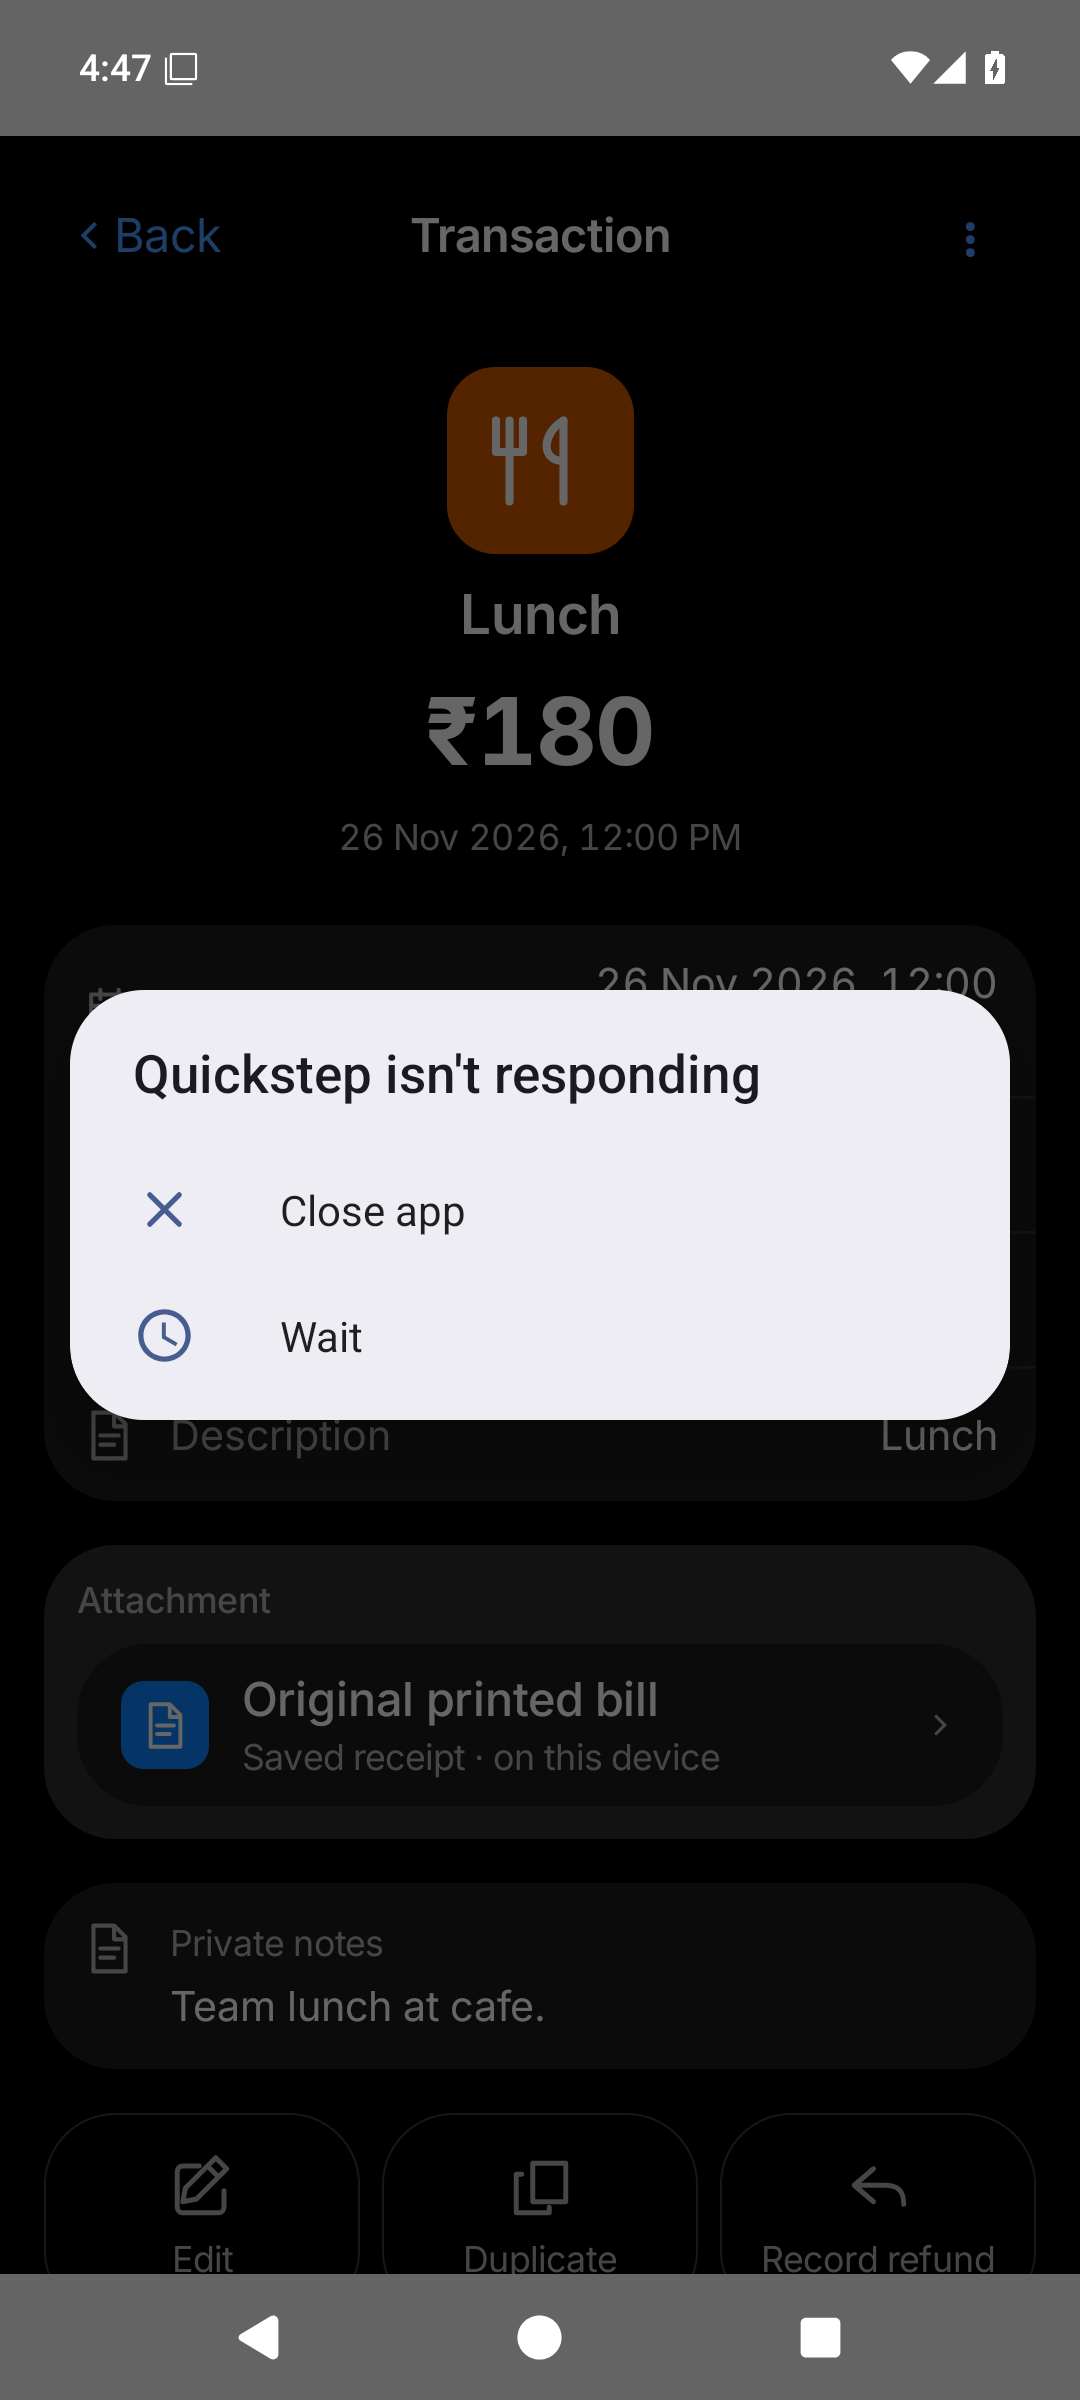 4:47
Back
Transaction
Lunch
₹180
26 Nov 2026, 12:00 PM
26 Nov 2026, 12:00
Quickstep isn't responding
Close app
Wait
Description
Lunch
Attachment
Original printed bill
Saved receipt · on this device
Private notes
Team lunch at cafe.
Edit
Duplicate
Record refund